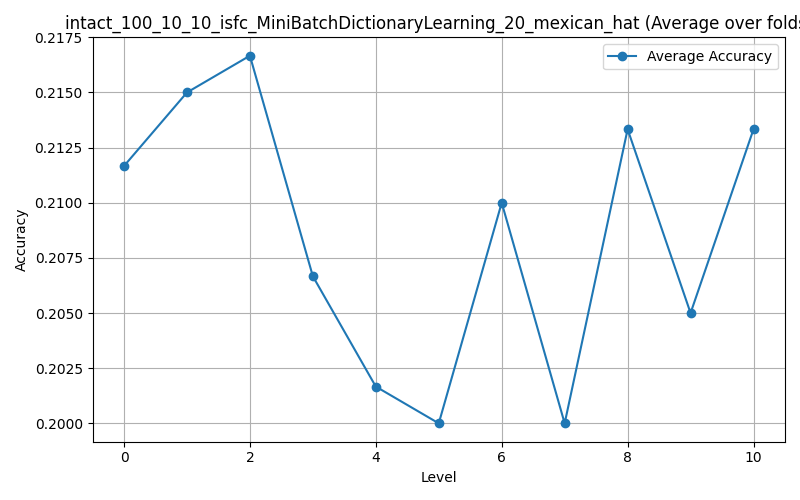 intact_100_10_10_isfc_MiniBatchDictionaryLearning_20_mexican_hat (Average over folds
Average Accuracy
0.2175
0.2150
0.2125
0.2100
0.2075
0.2050
0.2025
0.2000
Accuracy
0 2 4 6 8 10
Level